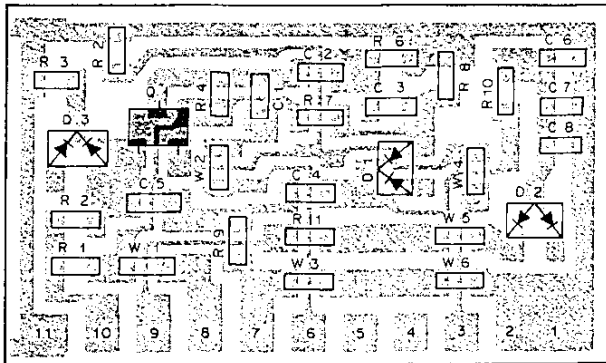 R 2
R 3
C 2
R 6
C 6
R 8
R 4
C 1
R 10
C 7
C 3
R 7
C 8
D 3
W 2
D 1
W 4
C 4
C 5
D 2
R 2
R 11
W 5
R 9
R 1
W 1
W 3
W 6
11 10 9 8 7 6 5 4 3 2 1